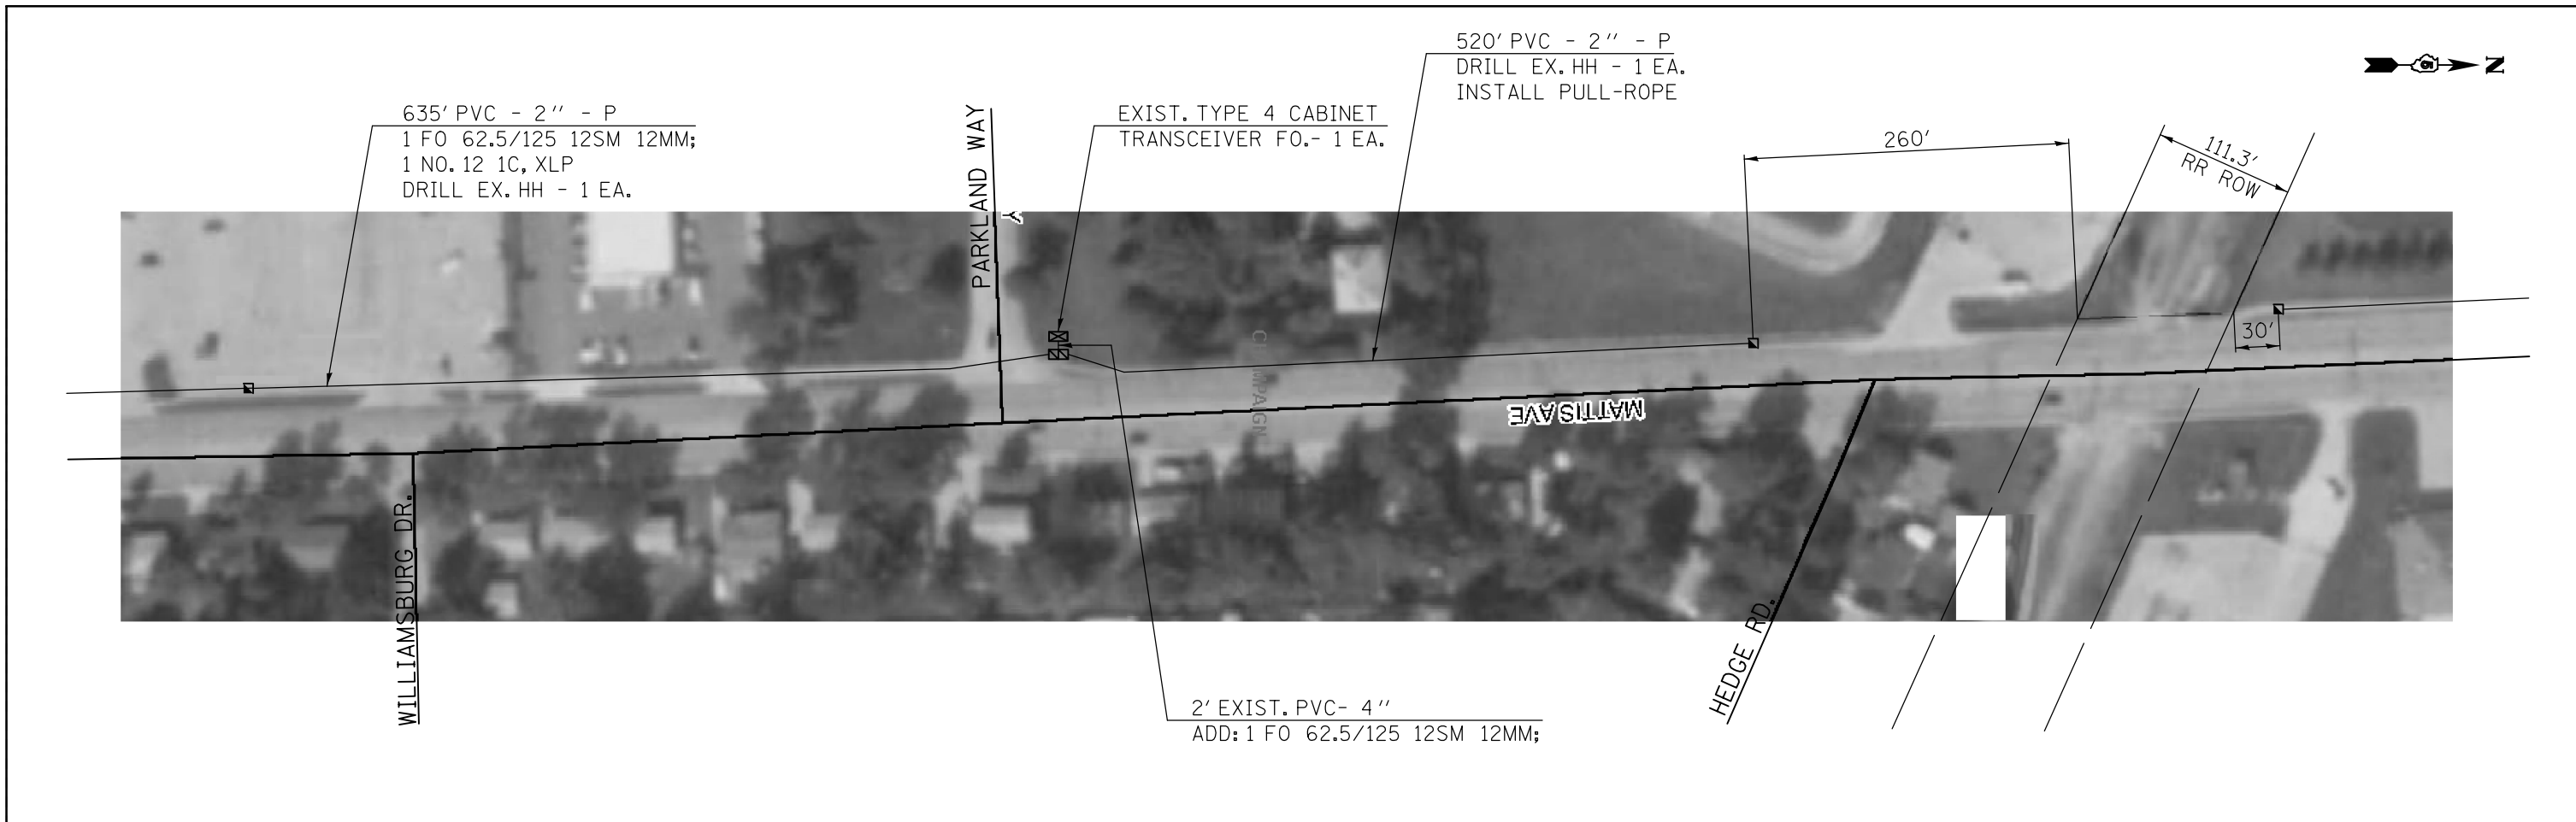 520' PVC - 2" - P
DRILL EX. HH - 1 EA.
INSTALL PULL-ROPE
N
635' PVC - 2" - P
1 FO 62.5/125 12SM 12MM;
1 NO. 12 1C, XLP
DRILL EX. HH - 1 EA.
PARKLAND WAY
Y
EXIST. TYPE 4 CABINET
TRANSCEIVER FO.- 1 EA.
260'
111.3'
RR ROW
30'
MATTIS AVE
WILLIAMSBURG DR.
HEDGE RD.
2' EXIST. PVC- 4"
ADD: 1 FO 62.5/125 12SM 12MM;